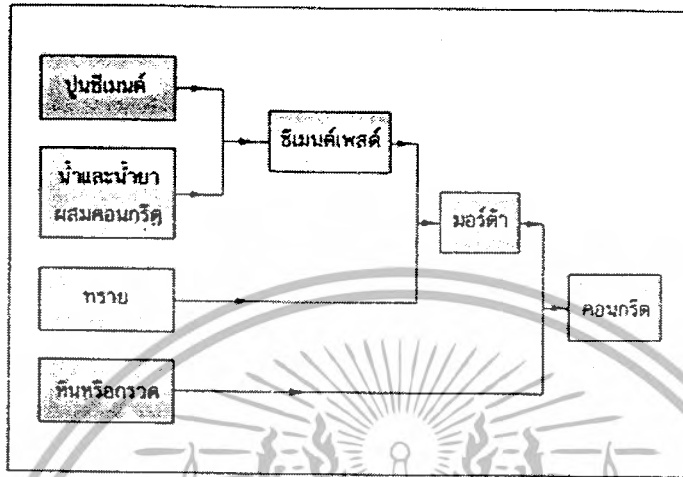 ปูนซีเมนต์
น้ำและน้ำยา
ผสมคอนกรีต
ซีเมนต์เพสต์
มอร์ต้า
ทราย
คอนกรีต
หินหรือกรวด